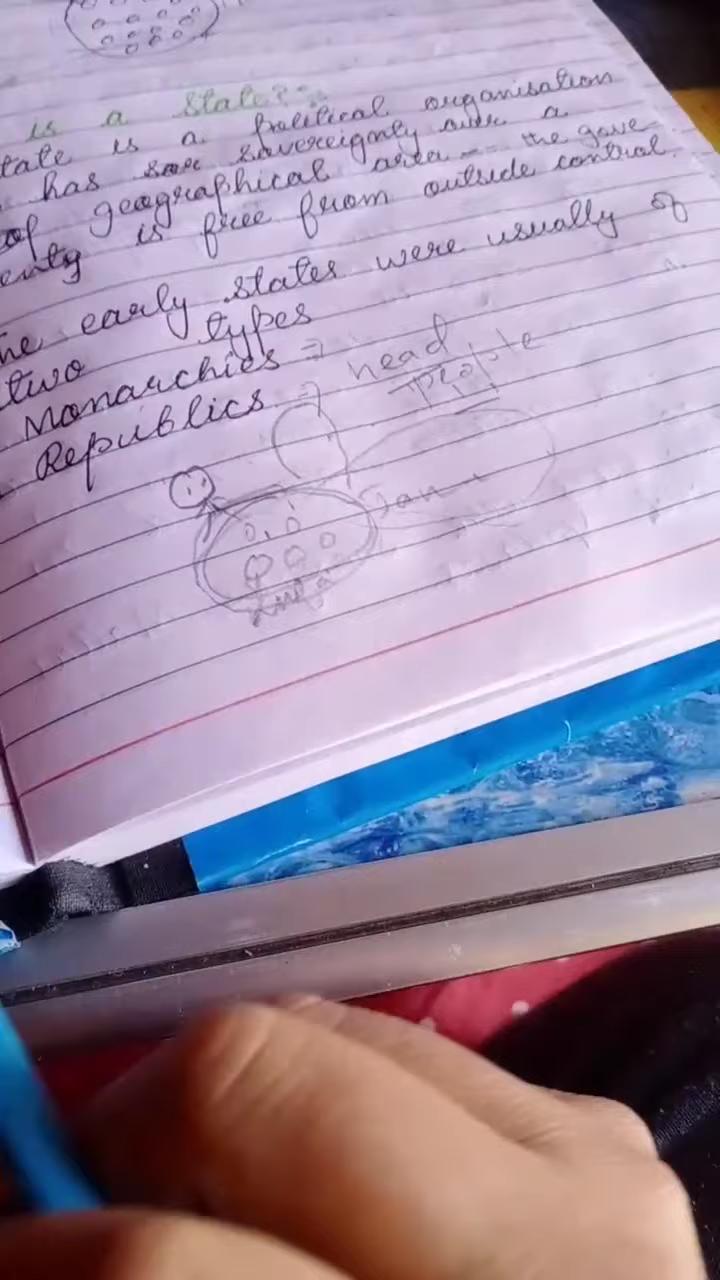 is a State?:-
tate is a political organisation
has sove sovereignty over a
of geographical area - the gove
enty is free from outside control.
he early states were usually of
two types
Monarchies ⇒ head
Republics ⇒ People